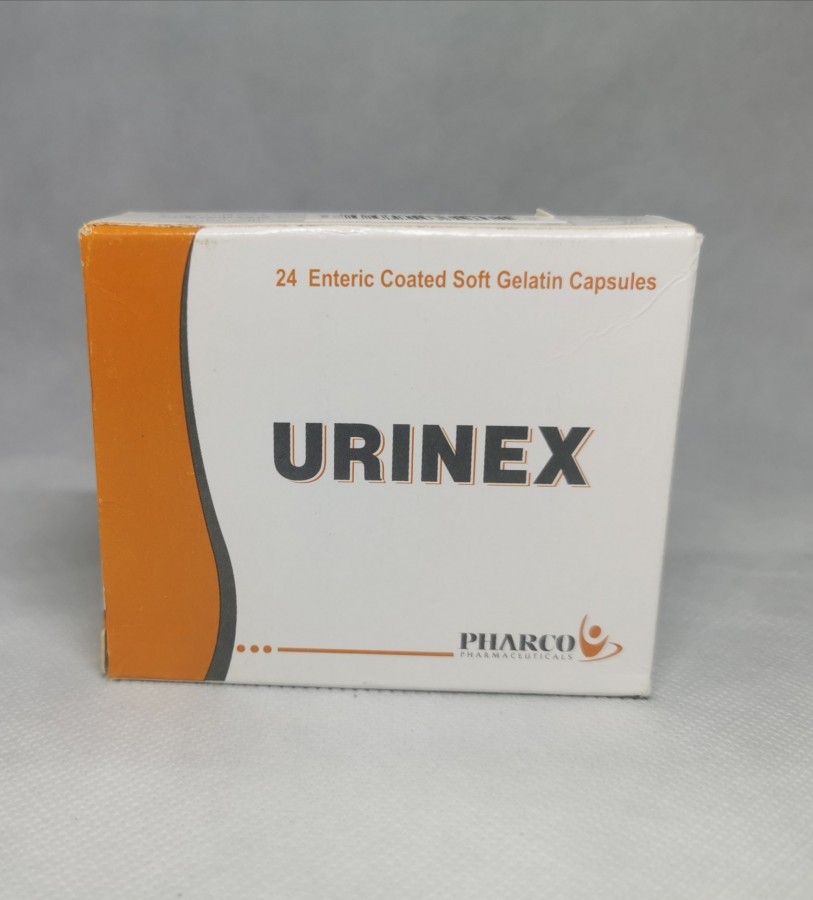 24 Enteric Coated Soft Gelatin Capsules
URINEX
PHARCO
PHARMACEUTICALS